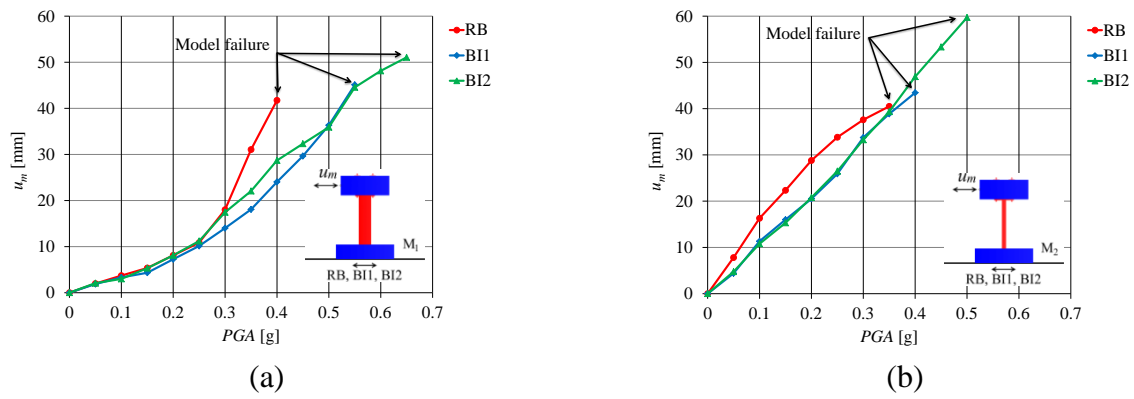 60
50
40
30
20
10
0
u_m [mm]
Model failure
u_m
M₁
RB, BI1, BI2
0 0.1 0.2 0.3 0.4 0.5 0.6 0.7
PGA [g]
RB
BI1
BI2
(a)
60
50
40
30
20
10
0
u_m [mm]
Model failure
u_m
M₂
RB, BI1, BI2
0 0.1 0.2 0.3 0.4 0.5 0.6 0.7
PGA [g]
RB
BI1
BI2
(b)